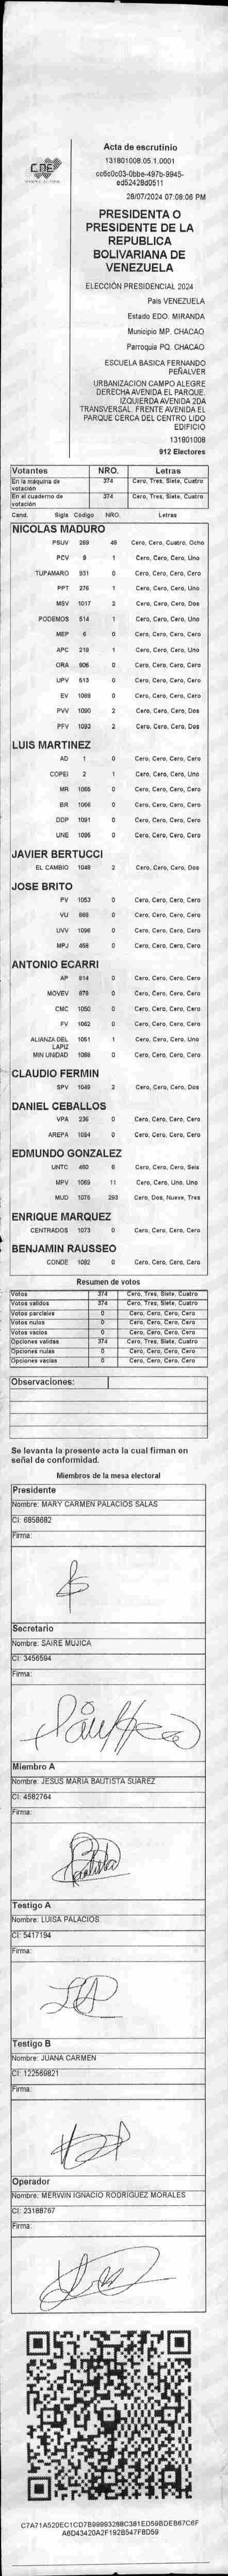 CNE
Acta de escrutinio
131801008.05.1.0001
cc6c0c03-0bbe-497b-9945-
ed52428d0511
28/07/2024 07:08:06 PM
PRESIDENTA O
PRESIDENTE DE LA
REPUBLICA
BOLIVARIANA DE
VENEZUELA
ELECCIÓN PRESIDENCIAL 2024
Pais VENEZUELA
Estado EDO. MIRANDA
Municipio MP. CHACAO
Parroquia PQ. CHACAO
ESCUELA BASICA FERNANDO
PEÑALVER
URBANIZACION CAMPO ALEGRE
DERECHA AVENIDA EL PARQUE.
IZQUIERDA AVENIDA 2DA
TRANSVERSAL. FRENTE AVENIDA EL
PARQUE CERCA DEL CENTRO LIDO
EDIFICIO
131801008
912 Electores
Votantes NRO. Letras
En la máquina de votación 374 Cero, Tres, Siete, Cuatro
En el cuaderno de votación 374 Cero, Tres, Siete, Cuatro
Cand. Sigla Código NRO. Letras
NICOLAS MADURO
PSUV 269 48 Cero, Cero, Cuatro, Ocho
PCV 9 1 Cero, Cero, Cero, Uno
TUPAMARO 931 0 Cero, Cero, Cero, Cero
PPT 276 1 Cero, Cero, Cero, Uno
MSV 1017 2 Cero, Cero, Cero, Dos
PODEMOS 514 1 Cero, Cero, Cero, Uno
MEP 6 0 Cero, Cero, Cero, Cero
APC 219 1 Cero, Cero, Cero, Uno
ORA 906 0 Cero, Cero, Cero, Cero
UPV 513 0 Cero, Cero, Cero, Cero
EV 1089 0 Cero, Cero, Cero, Cero
PVV 1090 2 Cero, Cero, Cero, Dos
PFV 1093 2 Cero, Cero, Cero, Dos
LUIS MARTINEZ
AD 1 0 Cero, Cero, Cero, Cero
COPEI 2 1 Cero, Cero, Cero, Uno
MR 1065 0 Cero, Cero, Cero, Cero
BR 1066 0 Cero, Cero, Cero, Cero
DDP 1091 0 Cero, Cero, Cero, Cero
UNE 1095 0 Cero, Cero, Cero, Cero
JAVIER BERTUCCI
EL CAMBIO 1048 2 Cero, Cero, Cero, Dos
JOSE BRITO
PV 1053 0 Cero, Cero, Cero, Cero
VU 868 0 Cero, Cero, Cero, Cero
UVV 1096 0 Cero, Cero, Cero, Cero
MPJ 458 0 Cero, Cero, Cero, Cero
ANTONIO ECARRI
AP 814 0 Cero, Cero, Cero, Cero
MOVEV 879 0 Cero, Cero, Cero, Cero
CMC 1050 0 Cero, Cero, Cero, Cero
FV 1062 0 Cero, Cero, Cero, Cero
ALIANZA DEL LAPIZ 1051 1 Cero, Cero, Cero, Uno
MIN UNIDAD 1088 0 Cero, Cero, Cero, Cero
CLAUDIO FERMIN
SPV 1049 2 Cero, Cero, Cero, Dos
DANIEL CEBALLOS
VPA 236 0 Cero, Cero, Cero, Cero
AREPA 1094 0 Cero, Cero, Cero, Cero
EDMUNDO GONZALEZ
UNTC 460 6 Cero, Cero, Cero, Seis
MPV 1069 11 Cero, Cero, Uno, Uno
MUD 1075 293 Cero, Dos, Nueve, Tres
ENRIQUE MARQUEZ
CENTRADOS 1073 0 Cero, Cero, Cero, Cero
BENJAMIN RAUSSEO
CONDE 1092 0 Cero, Cero, Cero, Cero
Resumen de votos
Votos 374 Cero, Tres, Siete, Cuatro
Votos validos 374 Cero, Tres, Siete, Cuatro
Votos parciales 0 Cero, Cero, Cero, Cero
Votos nulos 0 Cero, Cero, Cero, Cero
Votos vacios 0 Cero, Cero, Cero, Cero
Opciones validas 374 Cero, Tres, Siete, Cuatro
Opciones nulas 0 Cero, Cero, Cero, Cero
Opciones vacias 0 Cero, Cero, Cero, Cero
Observaciones:
Se levanta la presente acta la cual firman en
señal de conformidad.
Miembros de la mesa electoral
Presidente
Nombre: MARY CARMEN PALACIOS SALAS
CI: 6858682
Firma:
Secretario
Nombre: SAIRE MUJICA
CI: 3456594
Firma:
Miembro A
Nombre: JESUS MARIA BAUTISTA SUAREZ
CI: 4582764
Firma:
Testigo A
Nombre: LUISA PALACIOS
CI: 5417194
Firma:
Testigo B
Nombre: JUANA CARMEN
CI: 122569821
Firma:
Operador
Nombre: MERWIN IGNACIO RODRIGUEZ MORALES
CI: 23188767
Firma:
C7A71A520EC1CD7B98993288C381ED59BDEB67C6F
A6D43420A2F192B547FBD59